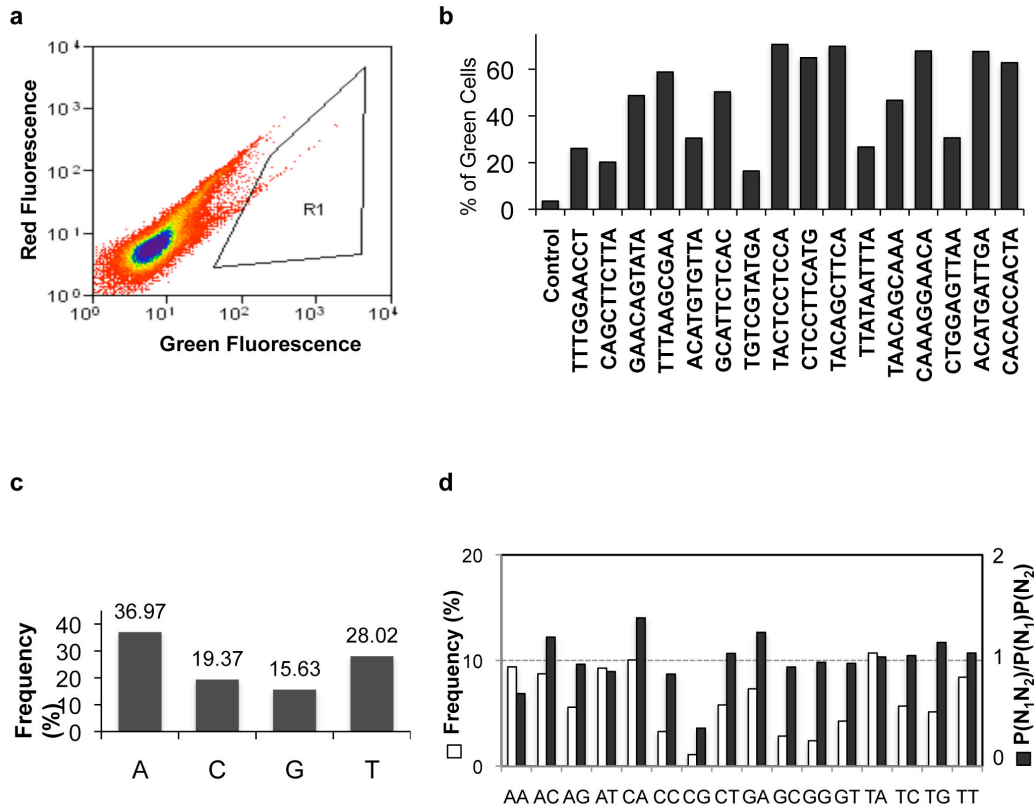 a
10⁴
10³
10²
10¹
10⁰
Red Fluorescence
R1
10⁰ 10¹ 10² 10³ 10⁴
Green Fluorescence
b
% of Green Cells
60
40
20
0
Control
TTTGGAACCT
CAGCTTCTTA
GAACAGTATA
TTTAAGCGAA
ACATGTGTTA
GCATTCTCAC
TGTCGTATGA
TACTCCTCCA
CTCCTTCATG
TACAGCTTCA
TTATAATTTA
TAACAGCAAA
CAAAGGAACA
CTGGAGTTAA
ACATGATTGA
CACACCACTA
c
Frequency
(%)
40
30
20
10
0
36.97
19.37
15.63
28.02
A C G T
d
Frequency (%)
20
10
0
2
1
0
P(N₁N₂)/P(N₁)P(N₂)
AA AC AG AT CA CC CG CT GA GC GG GT TA TC TG TT